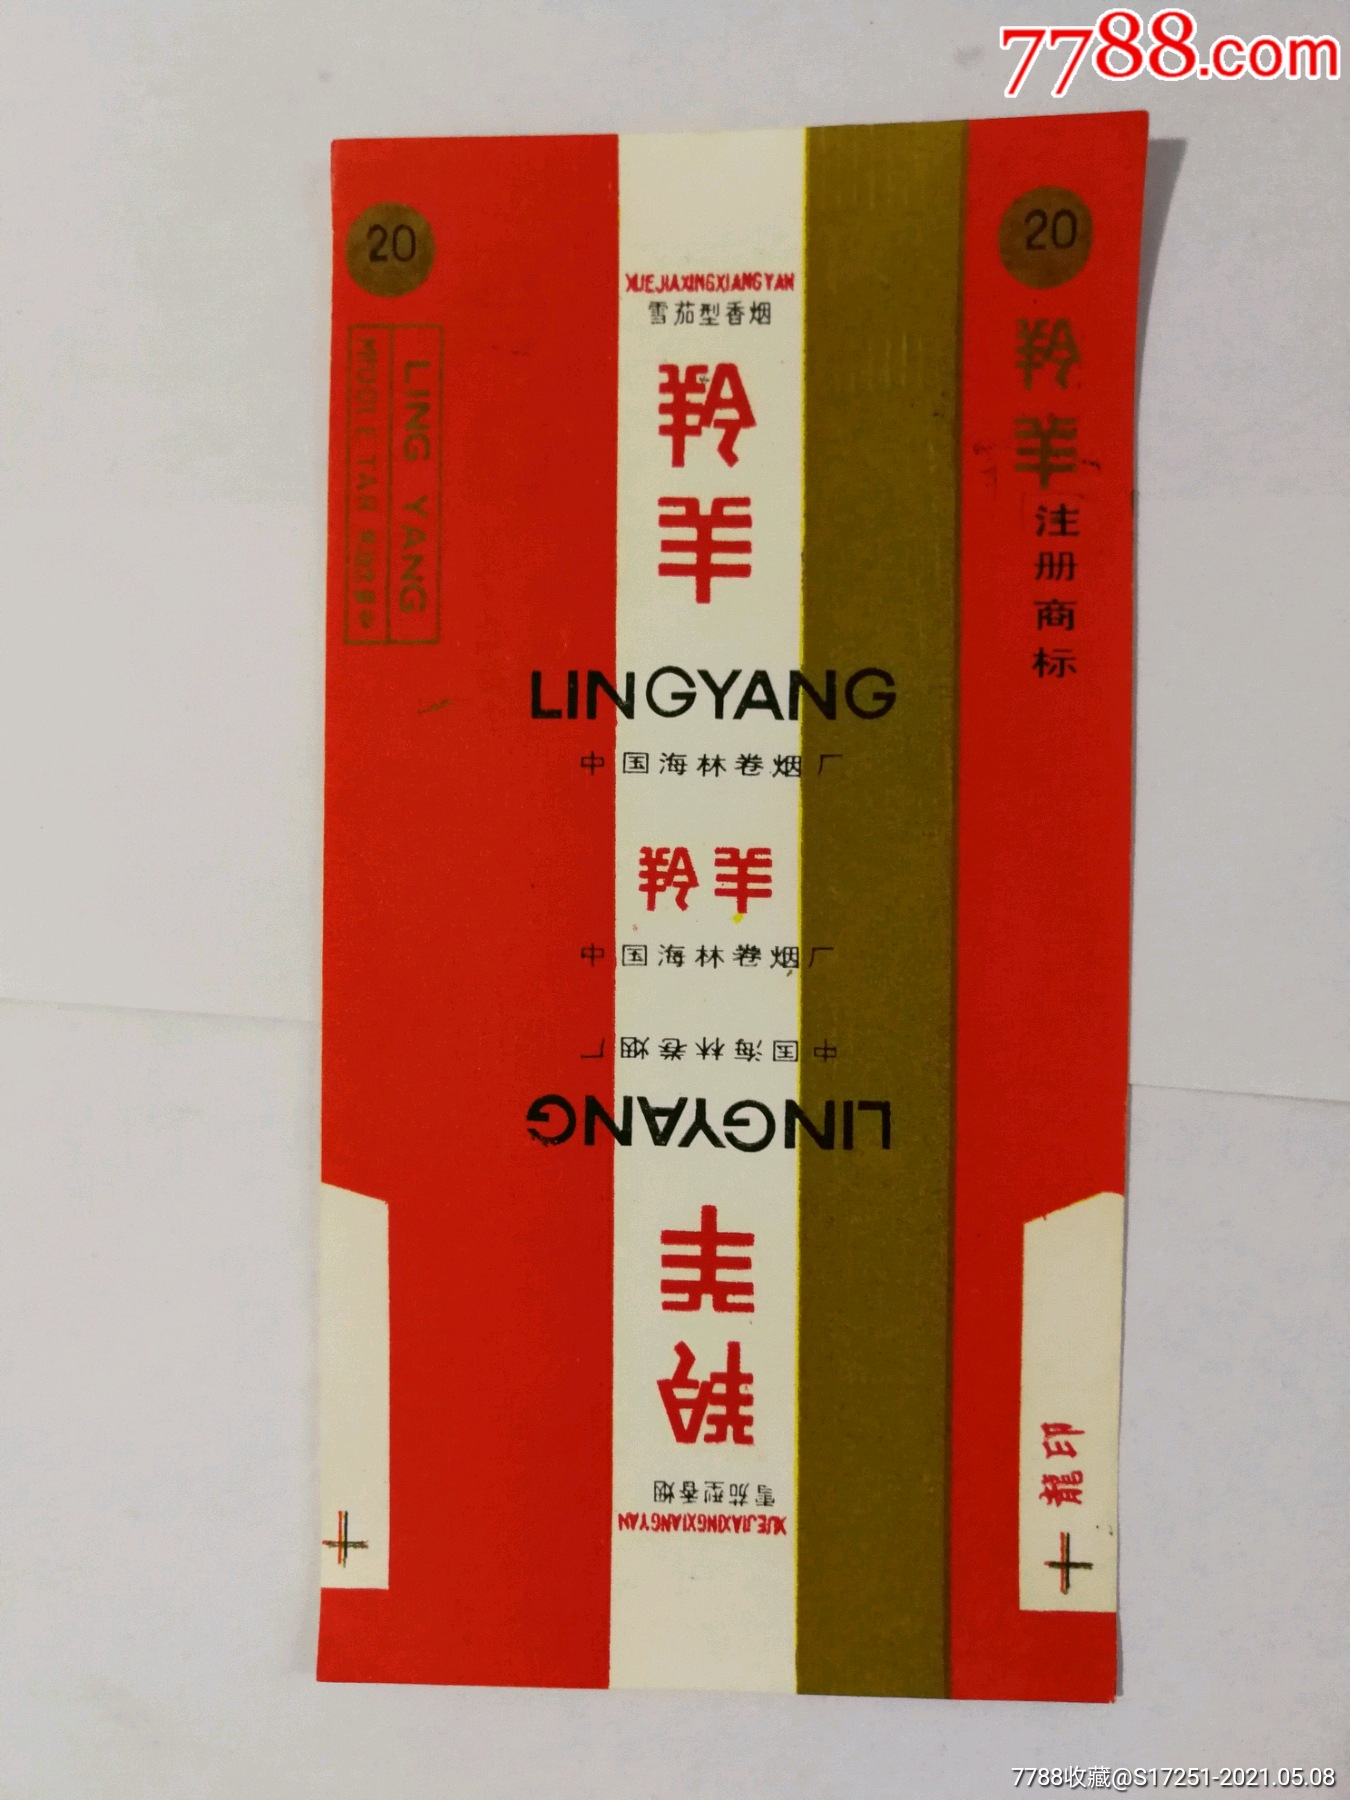 7788.com
20
LING YANG
XUEJIAXINGXIANGYAN
雪茄型香烟
羚羊
LINGYANG
中国海林卷烟厂
羚羊
中国海林卷烟厂
中国海林卷烟厂
LINGYANG
羚羊
雪茄型香烟
XUEJIAXINGXIANGYAN
20
羚羊
注册商标
龍印
7788收藏@S17251-2021.05.08